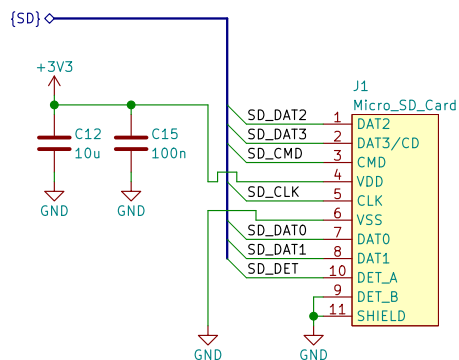 {SD}
+3V3
J1
Micro_SD_Card
SD_DAT2 1 DAT2
SD_DAT3 2 DAT3/CD
C12 C15 SD_CMD 3 CMD
10u 100n 4 VDD
SD_CLK 5 CLK
GND GND 6 VSS
SD_DAT0 7 DAT0
SD_DAT1 8 DAT1
SD_DET 10 DET_A
9 DET_B
11 SHIELD
GND GND